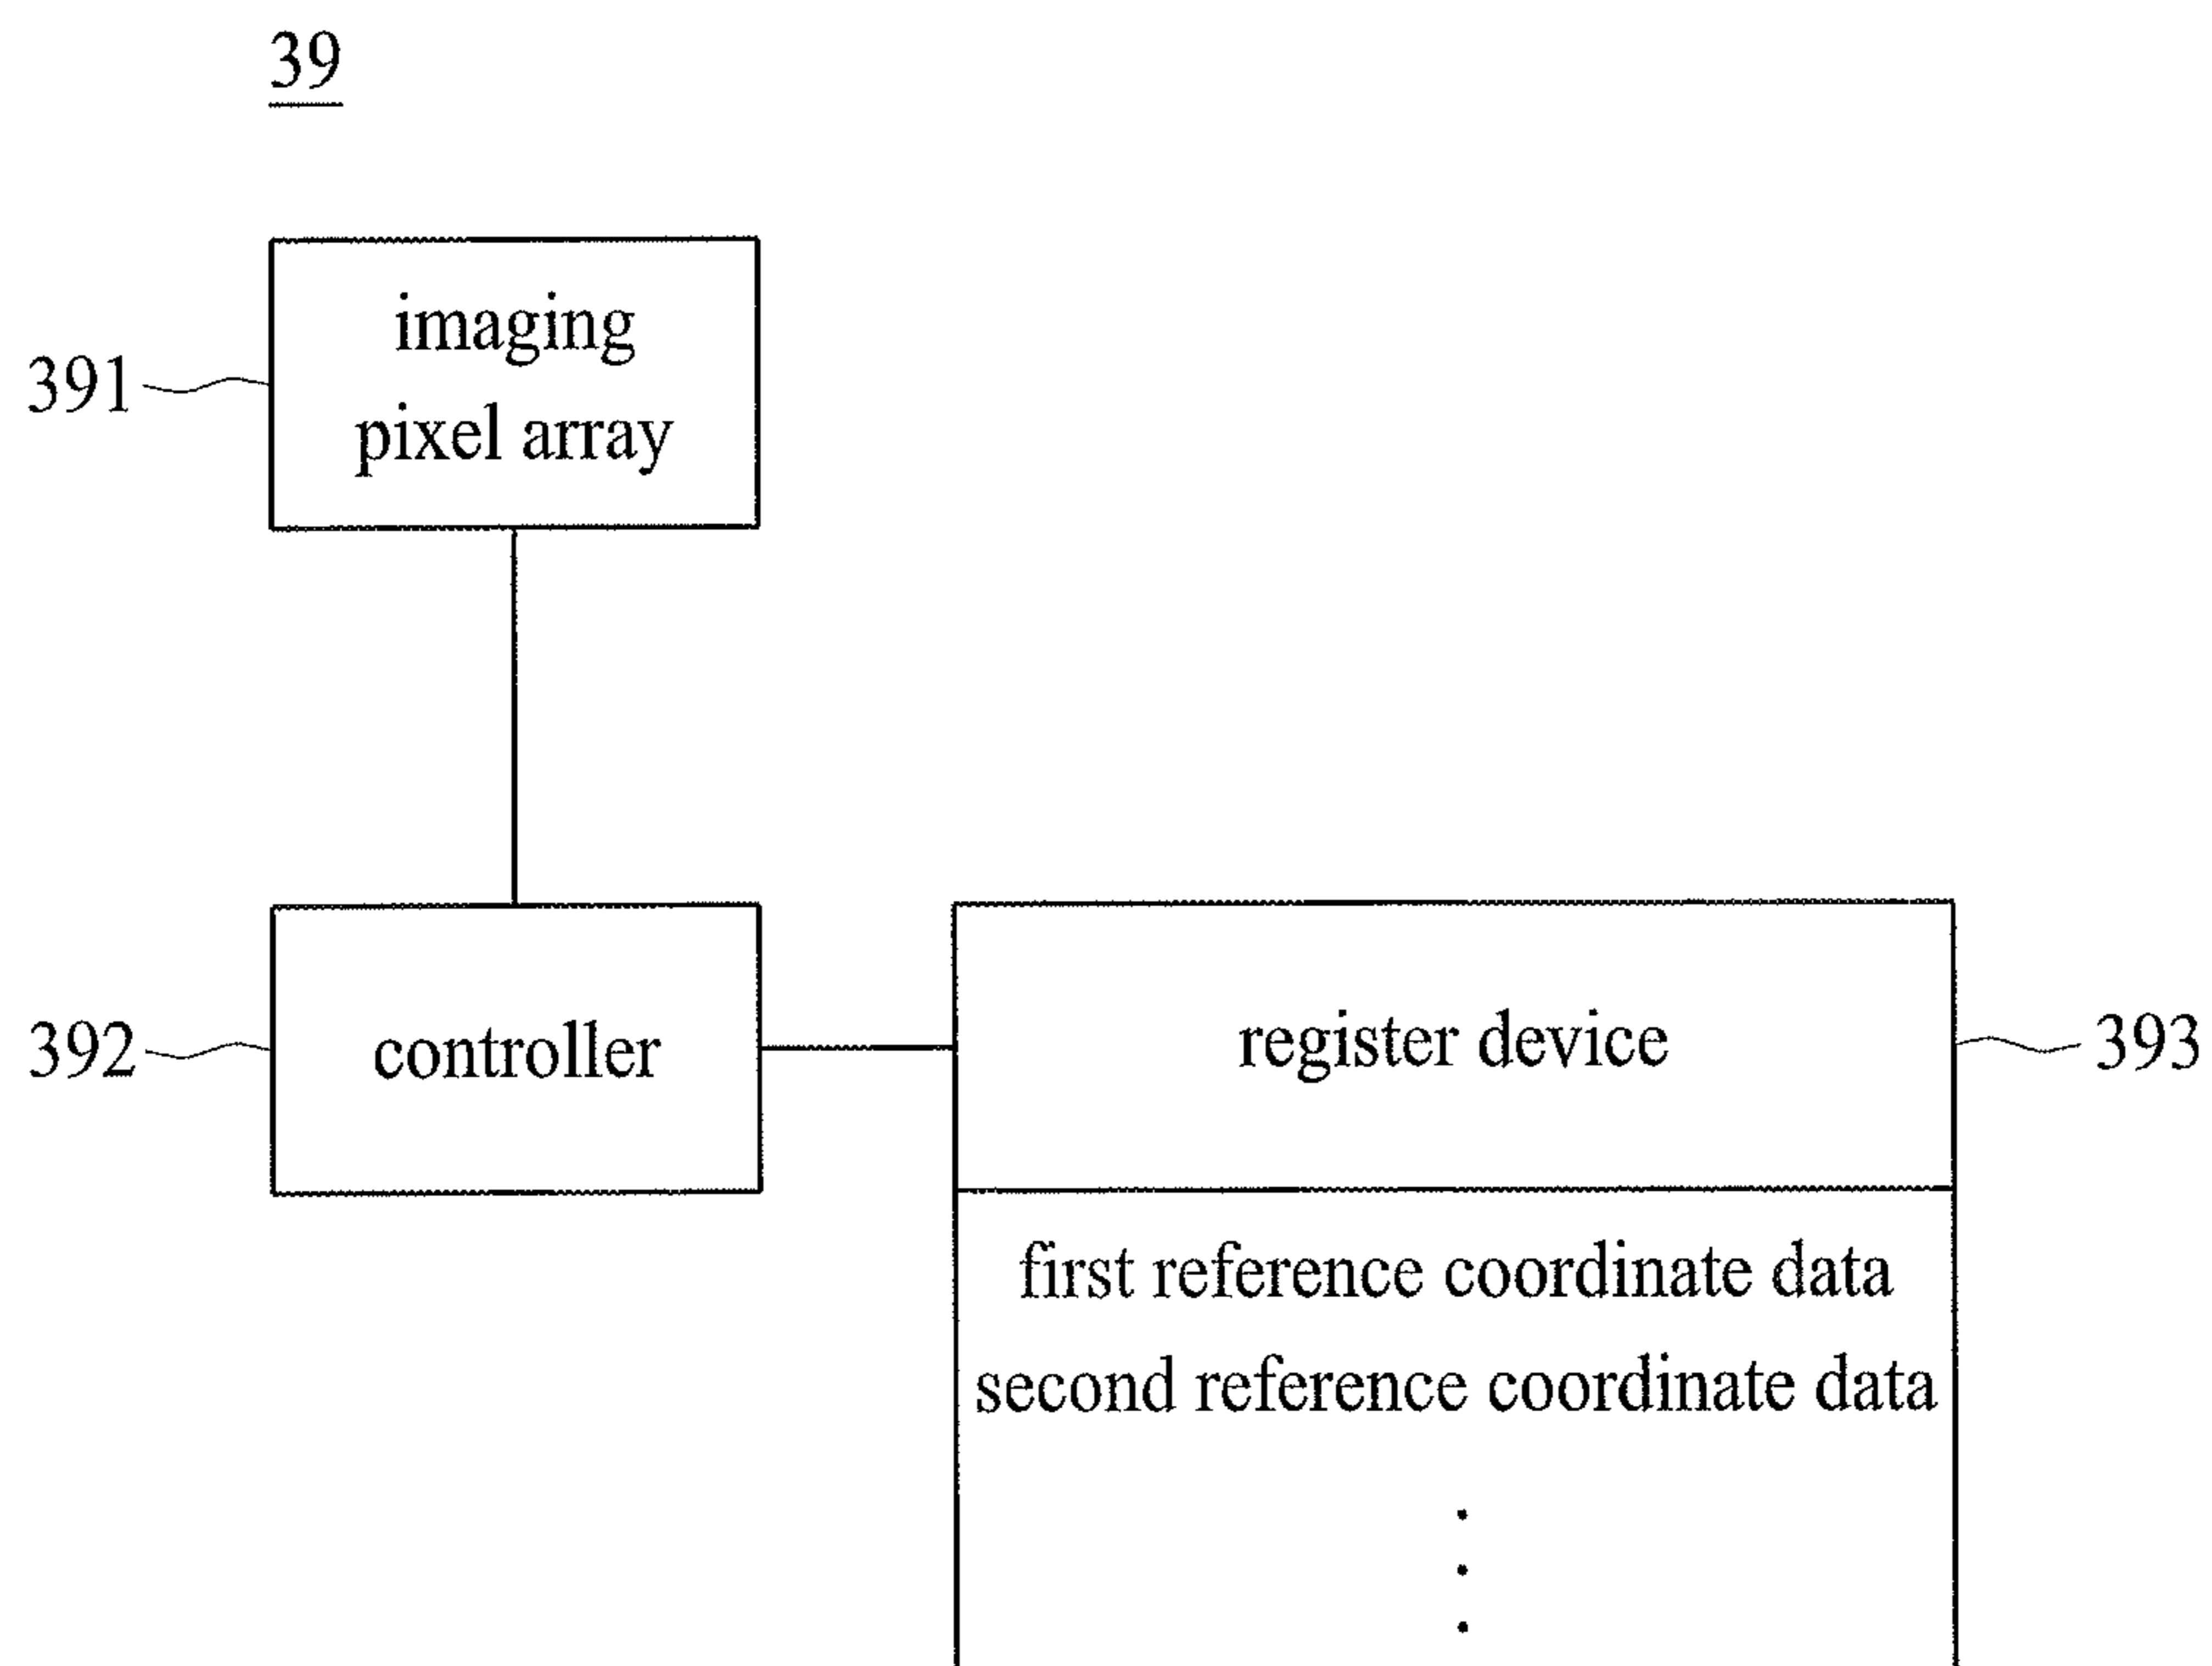 39
imaging
pixel array
391
controller
392
register device
393
first reference coordinate data
second reference coordinate data
.
.
.